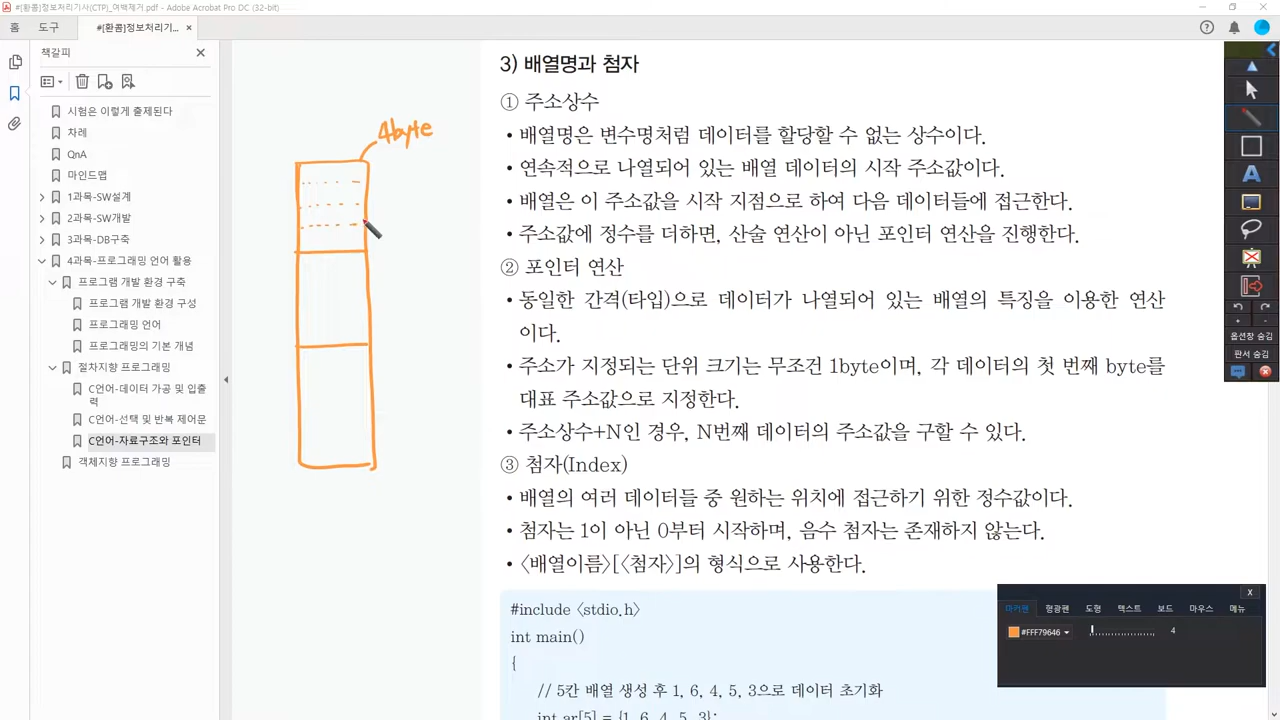 #[황쫌]정보처리기사(CTP)_여백제거.pdf - Adobe Acrobat Pro DC (32-bit)
홈 도구 #[황쫌]정보처리기... ×
책갈피
시험은 이렇게 출제된다
차례
QnA
마인드맵
1과목-SW설계
2과목-SW개발
3과목-DB구축
4과목-프로그래밍 언어 활용
프로그램 개발 환경 구축
프로그램 개발 환경 구성
프로그래밍 언어
프로그래밍의 기본 개념
절차지향 프로그래밍
C언어-데이터 가공 및 입출
력
C언어-선택 및 반복 제어문
C언어-자료구조와 포인터
객체지향 프로그래밍
4byte
3) 배열명과 첨자
① 주소상수
• 배열명은 변수명처럼 데이터를 할당할 수 없는 상수이다.
• 연속적으로 나열되어 있는 배열 데이터의 시작 주소값이다.
• 배열은 이 주소값을 시작 지점으로 하여 다음 데이터들에 접근한다.
• 주소값에 정수를 더하면, 산술 연산이 아닌 포인터 연산을 진행한다.
② 포인터 연산
• 동일한 간격(타입)으로 데이터가 나열되어 있는 배열의 특징을 이용한 연산
이다.
• 주소가 지정되는 단위 크기는 무조건 1byte이며, 각 데이터의 첫 번째 byte를
대표 주소값으로 지정한다.
• 주소상수+N인 경우, N번째 데이터의 주소값을 구할 수 있다.
③ 첨자(Index)
• 배열의 여러 데이터들 중 원하는 위치에 접근하기 위한 정수값이다.
• 첨자는 1이 아닌 0부터 시작하며, 음수 첨자는 존재하지 않는다.
• 〈배열이름〉[〈첨자〉]의 형식으로 사용한다.
#include 〈stdio.h〉
int main()
{
// 5칸 배열 생성 후 1, 6, 4, 5, 3으로 데이터 초기화
int ar[5] = {1, 6, 4, 5, 3};
옵션창 숨김
판서 숨김
마커펜 형광펜 도형 텍스트 보드 마우스 메뉴
#FFF79646 4